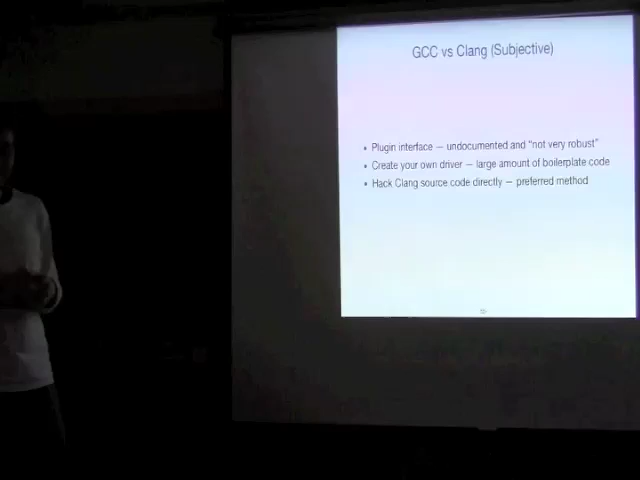 GCC vs Clang (Subjective)
• Plugin interface — undocumented and "not very robust"
• Create your own driver — large amount of boilerplate code
• Hack Clang source code directly — preferred method